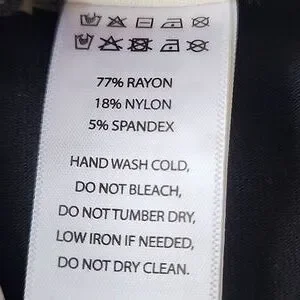 77% RAYON
18% NYLON
5% SPANDEX
HAND WASH COLD,
DO NOT BLEACH,
DO NOT TUMBER DRY,
LOW IRON IF NEEDED,
DO NOT DRY CLEAN.